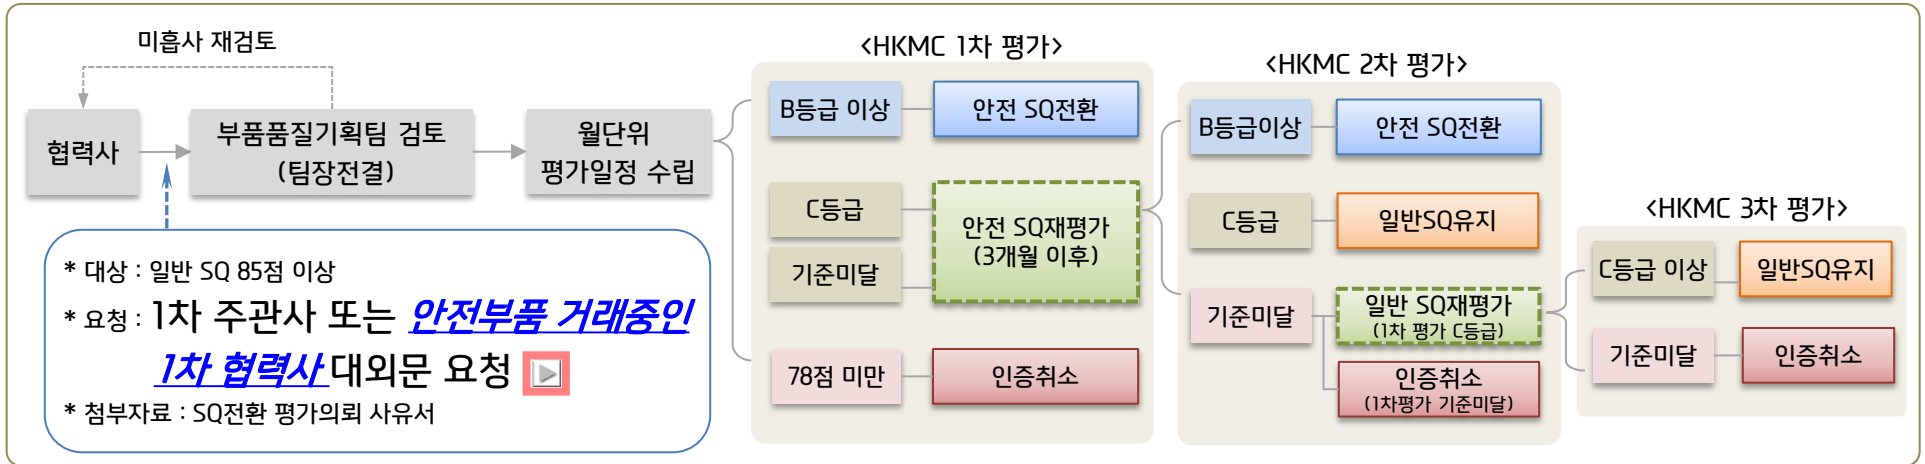 미흡사 재검토
협력사
부품품질기획팀 검토
(팀장전결)
월단위
평가일정 수립
* 대상 : 일반 SQ 85점 이상
* 요청 : 1차 주관사 또는 안전부품 거래중인
1차 협력사 대외문 요청
* 첨부자료 : SQ전환 평가의뢰 사유서
<HKMC 1차 평가>
B등급 이상
안전 SQ전환
C등급
기준미달
안전 SQ재평가
(3개월 이후)
78점 미만
인증취소
<HKMC 2차 평가>
B등급이상
안전 SQ전환
C등급
일반SQ유지
기준미달
일반 SQ재평가
(1차 평가 C등급)
인증취소
(1차평가 기준미달)
<HKMC 3차 평가>
C등급 이상
일반SQ유지
기준미달
인증취소